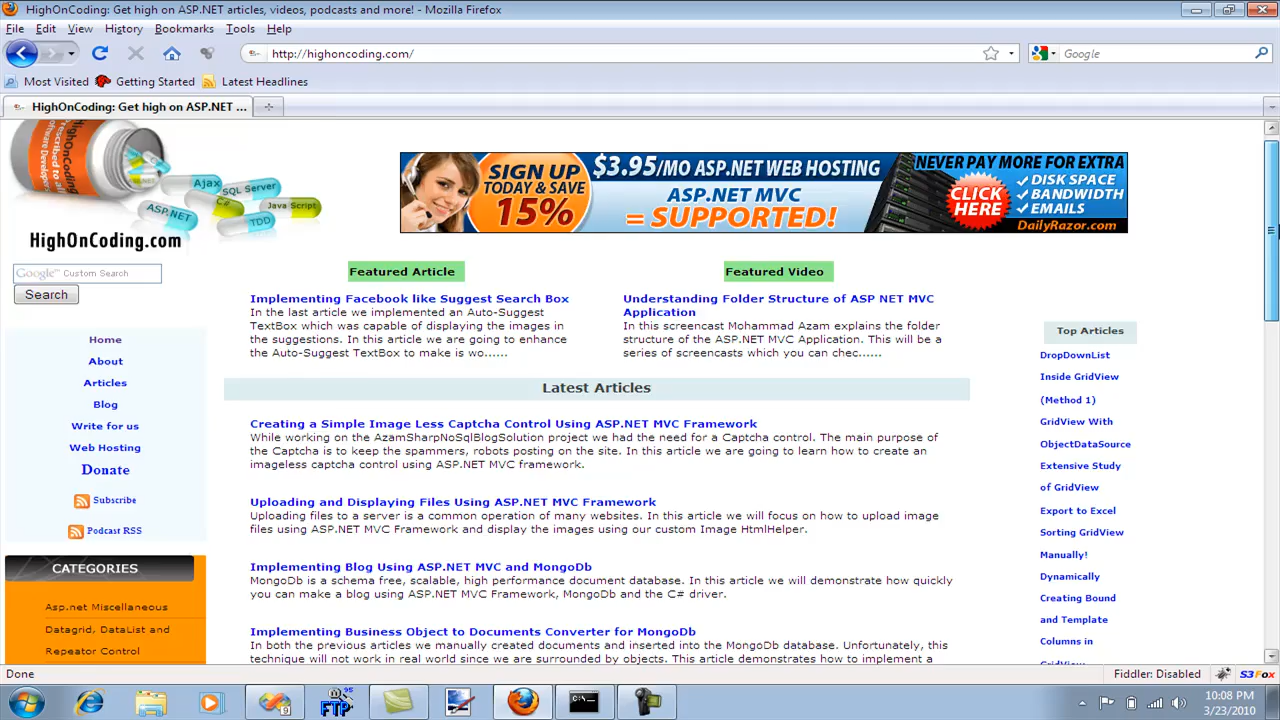 HighOnCoding: Get high on ASP.NET articles, videos, podcasts and more! - Mozilla Firefox
File Edit View History Bookmarks Tools Help
http://highoncoding.com/
Google
Most Visited Getting Started Latest Headlines
HighOnCoding: Get high on ASP.NET ...
Prescribed to
Software Develop
Ajax
SQL Server
C#
Java Script
ASP.NET
TDD
HighOnCoding.com
SIGN UP
TODAY & SAVE
15%
$3.95/MO ASP.NET WEB HOSTING
ASP.NET MVC
= SUPPORTED!
NEVER PAY MORE FOR EXTRA
CLICK
HERE
DISK SPACE
BANDWIDTH
EMAILS
DailyRazor.com
Google Custom Search
Search
Home
About
Articles
Blog
Write for us
Web Hosting
Donate
Subscribe
Podcast RSS
CATEGORIES
Asp.net Miscellaneous
Datagrid, DataList and
Repeator Control
Featured Article
Implementing Facebook like Suggest Search Box
In the last article we implemented an Auto-Suggest
TextBox which was capable of displaying the images in
the suggestions. In this article we are going to enhance
the Auto-Suggest TextBox to make is wo......
Featured Video
Understanding Folder Structure of ASP NET MVC
Application
In this screencast Mohammad Azam explains the folder
structure of the ASP.NET MVC Application. This will be a
series of screencasts which you can chec......
Latest Articles
Creating a Simple Image Less Captcha Control Using ASP.NET MVC Framework
While working on the AzamSharpNoSqlBlogSolution project we had the need for a Captcha control. The main purpose of
the Captcha is to keep the spammers, robots posting on the site. In this article we are going to learn how to create an
imageless captcha control using ASP.NET MVC framework.
Uploading and Displaying Files Using ASP.NET MVC Framework
Uploading files to a server is a common operation of many websites. In this article we will focus on how to upload image
files using ASP.NET MVC Framework and display the images using our custom Image HtmlHelper.
Implementing Blog Using ASP.NET MVC and MongoDb
MongoDb is a schema free, scalable, high performance document database. In this article we will demonstrate how quickly
you can make a blog using ASP.NET MVC Framework, MongoDb and the C# driver.
Implementing Business Object to Documents Converter for MongoDb
In both the previous articles we manually created documents and inserted into the MongoDb database. Unfortunately, this
technique will not work in real world since we are surrounded by objects. This article demonstrates how to implement a
Top Articles
DropDownList
Inside GridView
(Method 1)
GridView With
ObjectDataSource
Extensive Study
of GridView
Export to Excel
Sorting GridView
Manually!
Dynamically
Creating Bound
and Template
Columns in
GridView
Done
Fiddler: Disabled
S3Fox
FTP
10:08 PM
3/23/2010